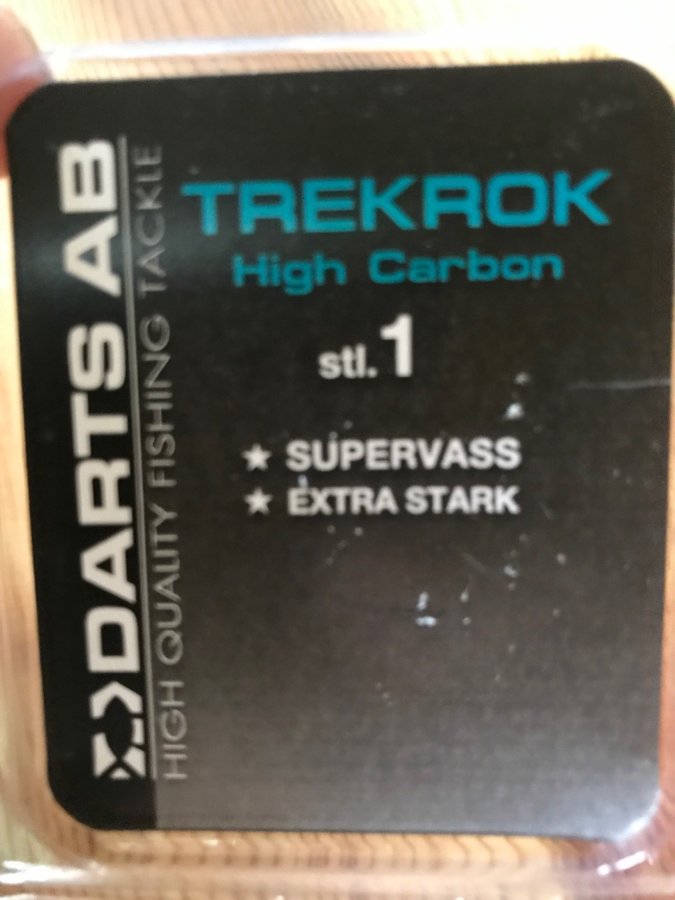 DARTS AB
HIGH QUALITY FISHING TACKLE
TREKROK
High Carbon
stl.1
★ SUPERVASS
★ EXTRA STARK